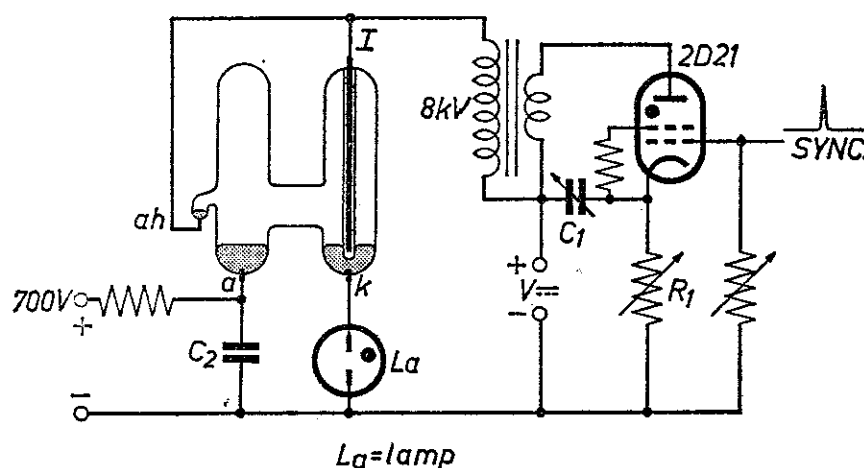 I
2D21
8kV
SYNC.
ah
C1
a
k
+
V
-
R1
700V
+
C2
La
-
La=lamp